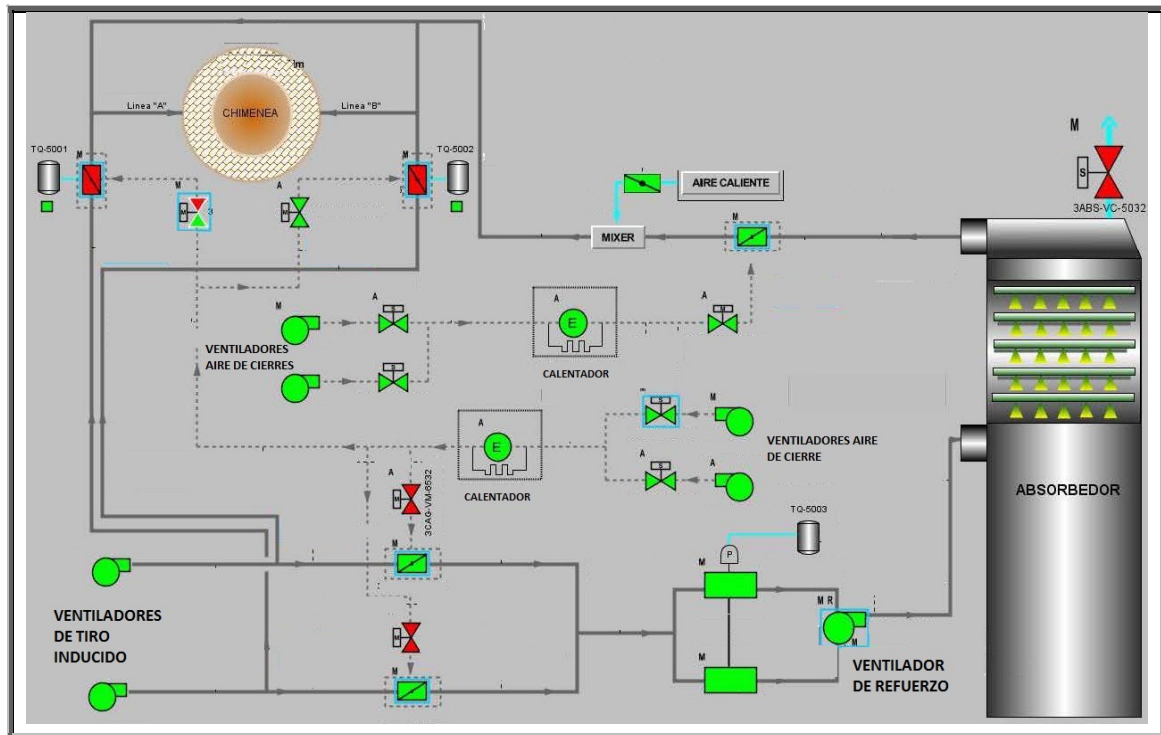 Linea "A"
CHIMENEA
Linea "B"
TQ-5001
M
M
TQ-5002
M
A
M
M
3
AIRE CALIENTE
MIXER
M
M
S
3ABS-VC-5032
M
A
S
VENTILADORES
AIRE DE CIERRES
S
A
E
CALENTADOR
A
M
A
E
CALENTADOR
S
M
A
S
A
VENTILADORES AIRE
DE CIERRE
A
M
3CAG-VM-6532
M
M
M
VENTILADORES
DE TIRO
INDUCIDO
TQ-5003
P
M
M
M R
M
VENTILADOR
DE REFUERZO
ABSORBEDOR